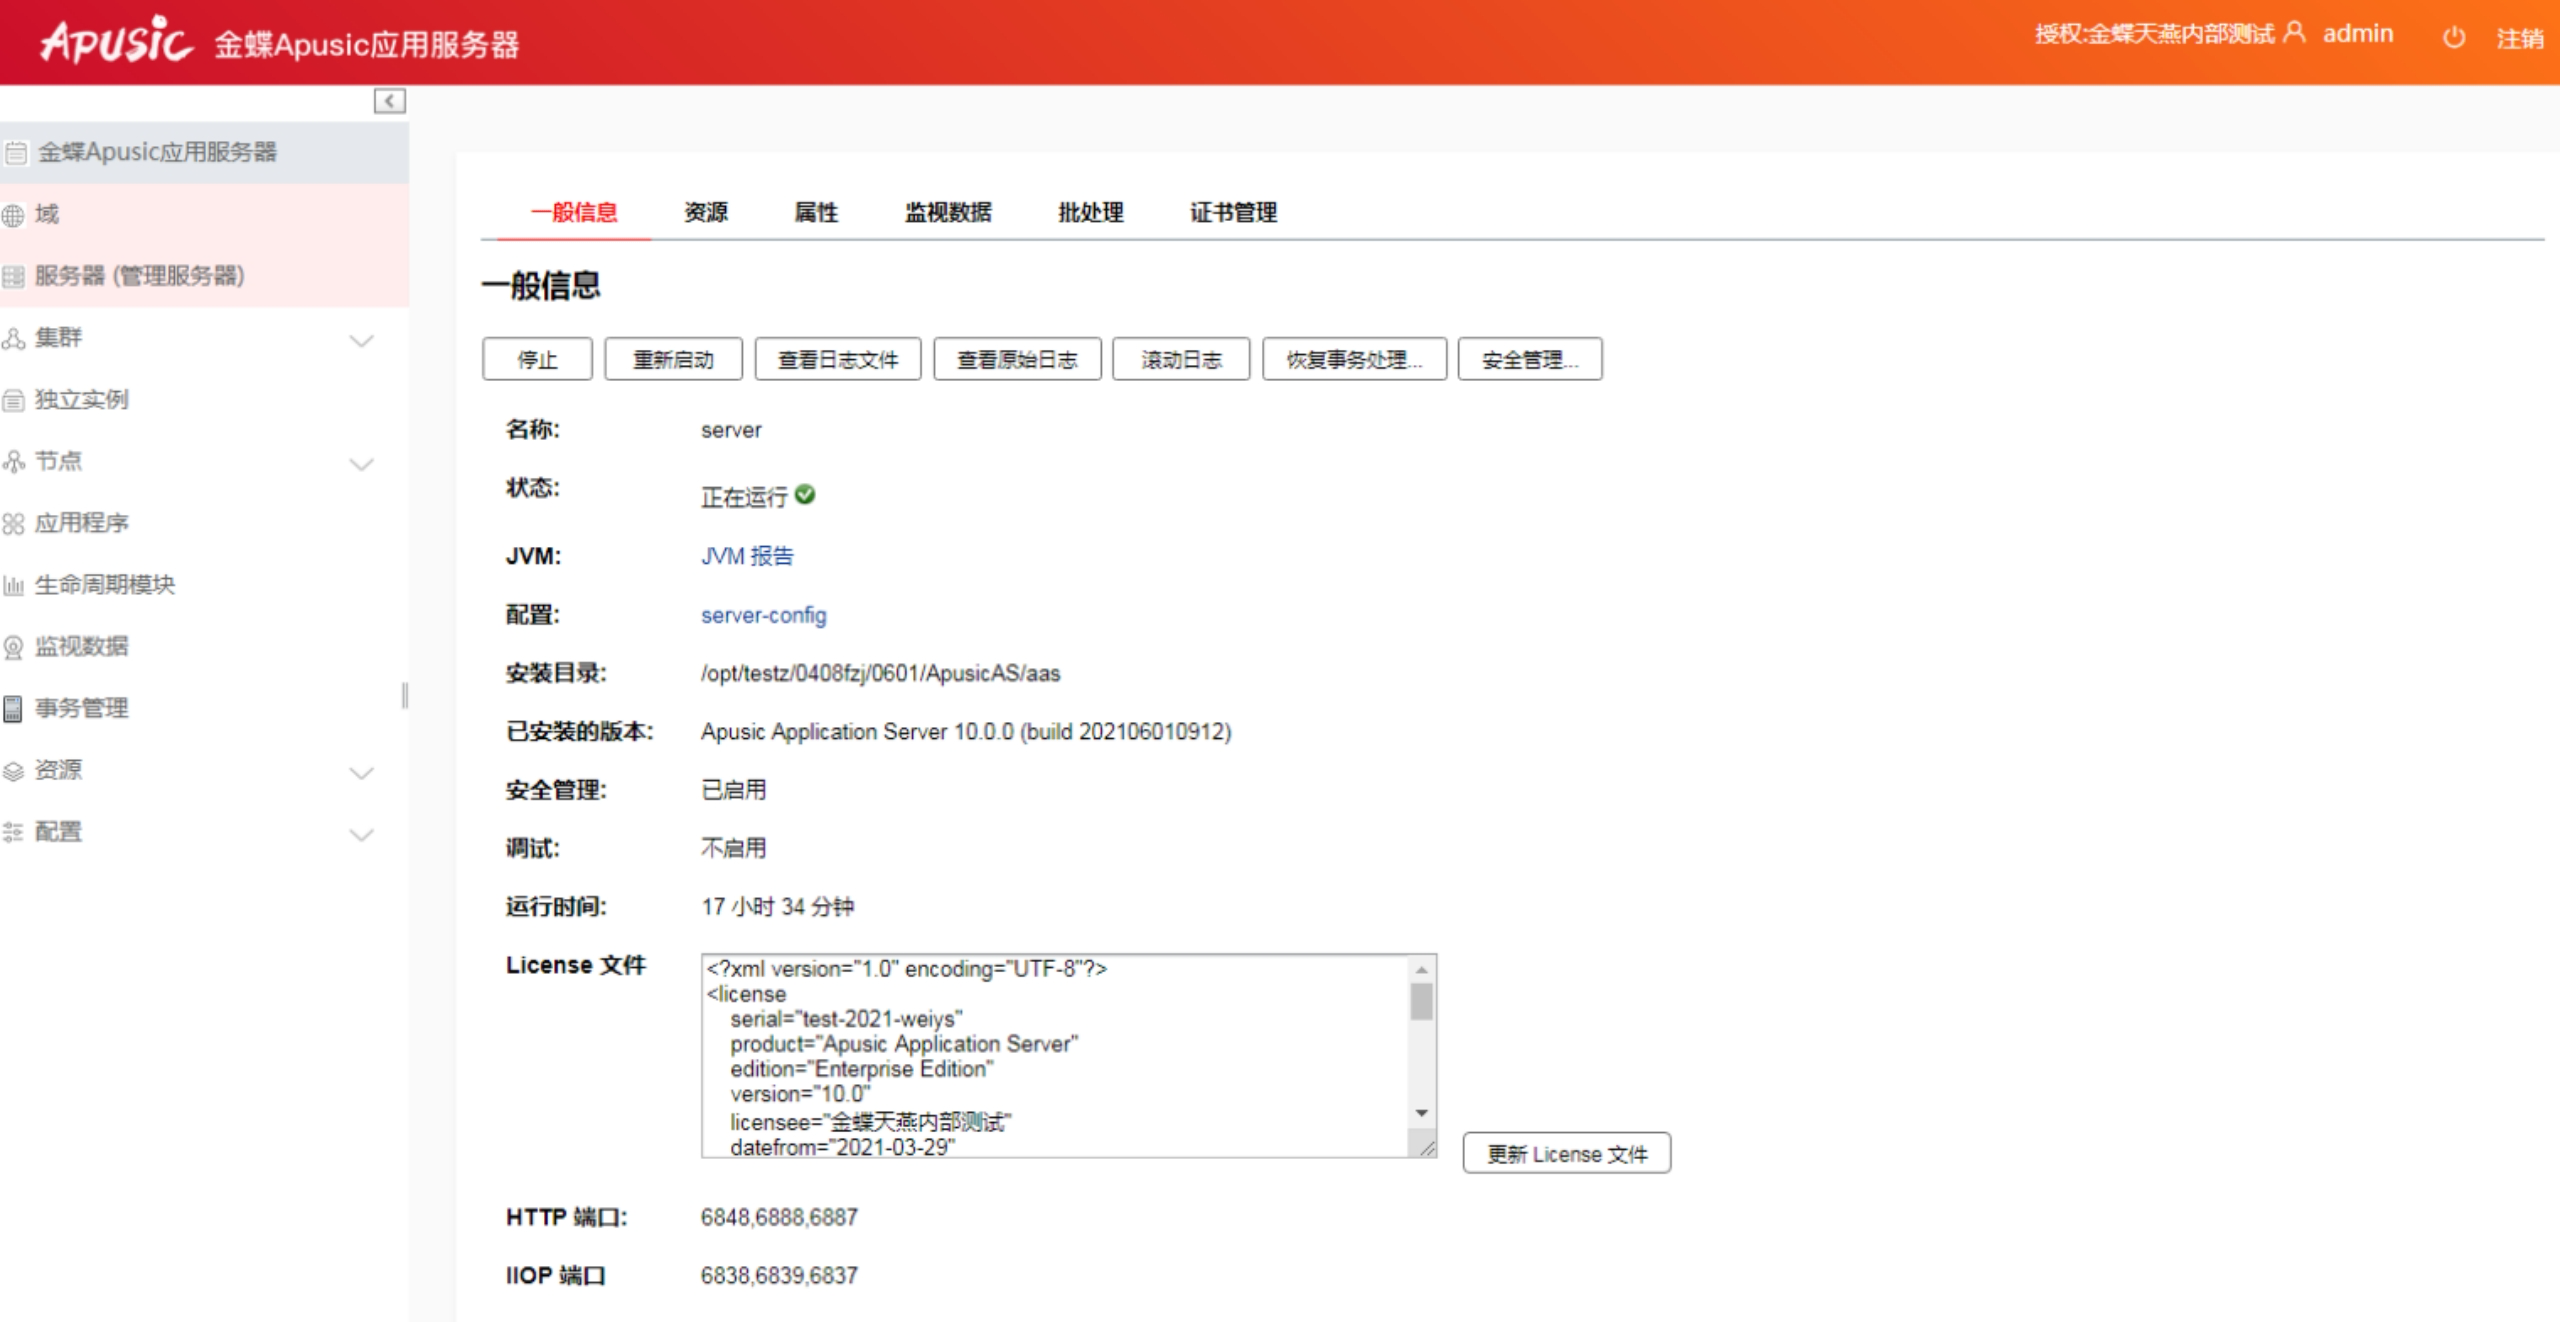 Apusic 金蝶Apusic应用服务器
授权:金蝶天燕内部测试 admin 注销
金蝶Apusic应用服务器
域
服务器 (管理服务器)
集群
独立实例
节点
应用程序
生命周期模块
监视数据
事务管理
资源
配置
一般信息 资源 属性 监视数据 批处理 证书管理
一般信息
停止 重新启动 查看日志文件 查看原始日志 滚动日志 恢复事务处理... 安全管理...
名称: server
状态: 正在运行
JVM: JVM 报告
配置: server-config
安装目录: /opt/testz/0408fzj/0601/ApusicAS/aas
已安装的版本: Apusic Application Server 10.0.0 (build 202106010912)
安全管理: 已启用
调试: 不启用
运行时间: 17 小时 34 分钟
License 文件
<?xml version="1.0" encoding="UTF-8"?>
<license
serial="test-2021-weiys"
product="Apusic Application Server"
edition="Enterprise Edition"
version="10.0"
licensee="金蝶天燕内部测试"
datefrom="2021-03-29"
更新 License 文件
HTTP 端口: 6848,6888,6887
IIOP 端口 6838,6839,6837